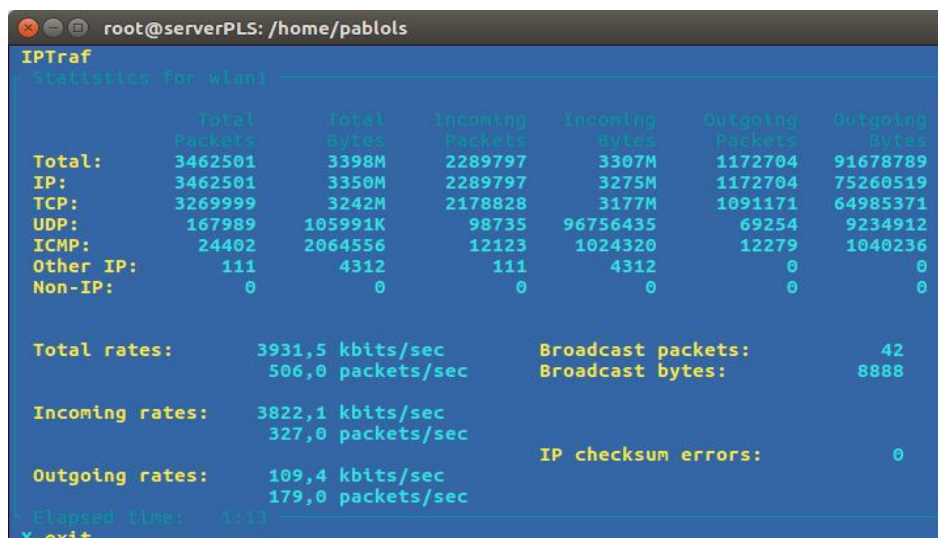 root@serverPLS: /home/pablols
IPTraf
Statistics for wlan1
Total Total Incoming Incoming Outgoing Outgoing
Packets Bytes Packets Bytes Packets Bytes
Total: 3462501 3398M 2289797 3307M 1172704 91678789
IP: 3462501 3350M 2289797 3275M 1172704 75260519
TCP: 3269999 3242M 2178828 3177M 1091171 64985371
UDP: 167989 105991K 98735 96756435 69254 9234912
ICMP: 24402 2064556 12123 1024320 12279 1040236
Other IP: 111 4312 111 4312 0 0
Non-IP: 0 0 0 0 0 0
Total rates: 3931,5 kbits/sec Broadcast packets: 42
506,0 packets/sec Broadcast bytes: 8888
Incoming rates: 3822,1 kbits/sec
327,0 packets/sec
IP checksum errors: 0
Outgoing rates: 109,4 kbits/sec
179,0 packets/sec
Elapsed time: 1:13
X exit